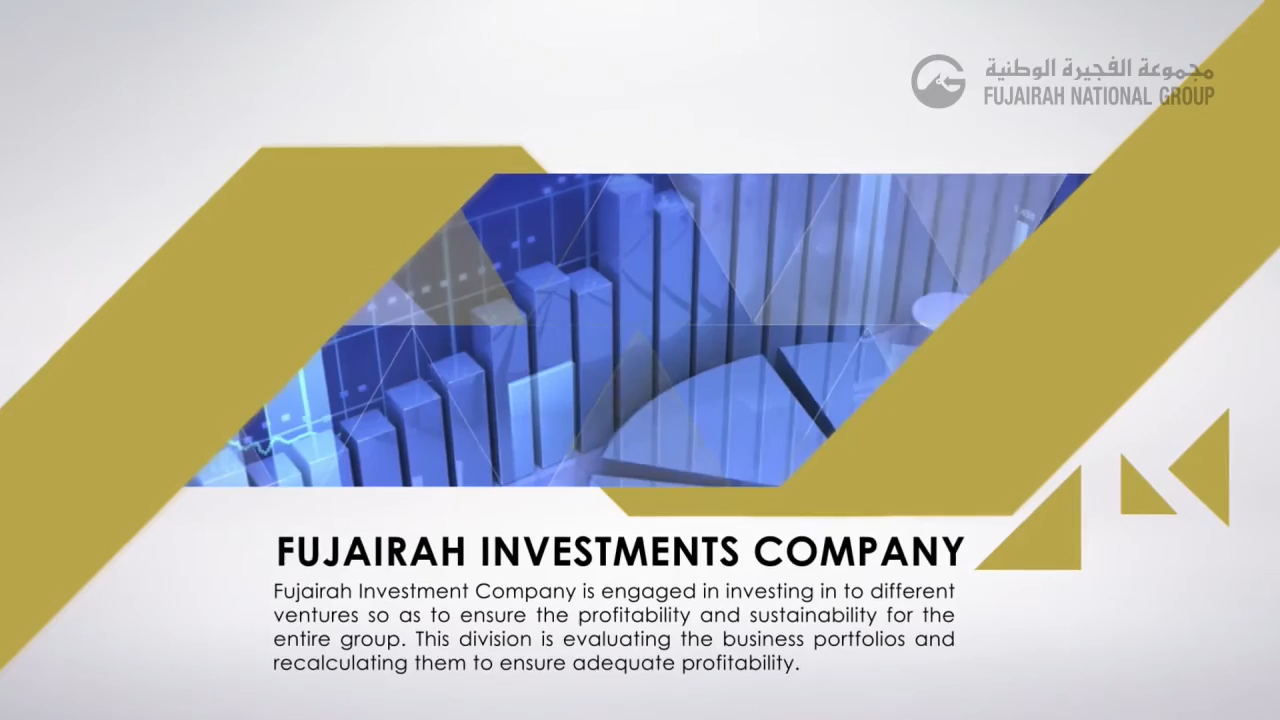 مجموعة الفجيرة الوطنية
FUJAIRAH NATIONAL GROUP
FUJAIRAH INVESTMENTS COMPANY
Fujairah Investment Company is engaged in investing in to different
ventures so as to ensure the profitability and sustainability for the
entire group. This division is evaluating the business portfolios and
recalculating them to ensure adequate profitability.